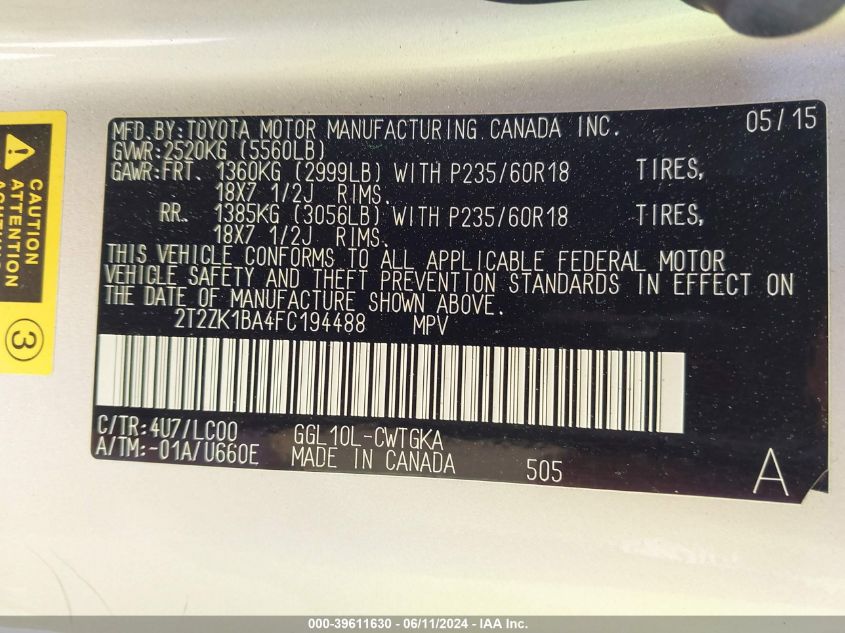 MFD.BY:TOYOTA MOTOR MANUFACTURING CANADA INC. 05/15
GVWR:2520KG (5560LB)
GAWR:FRT. 1360KG (2999LB) WITH P235/60R18 TIRES,
18X7 1/2J RIMS.
RR. 1385KG (3056LB) WITH P235/60R18 TIRES,
18X7 1/2J RIMS.
THIS VEHICLE CONFORMS TO ALL APPLICABLE FEDERAL MOTOR
VEHICLE SAFETY AND THEFT PREVENTION STANDARDS IN EFFECT ON
THE DATE OF MANUFACTURE SHOWN ABOVE.
2T2ZK1BA4FC194488 MPV
C/TR:4U7/LC00 GGL10L-CWTGKA
A/TM:-01A/U660E MADE IN CANADA 505 A
CAUTION
ATTENTION
3
000-39611630 - 06/11/2024 - IAA Inc.